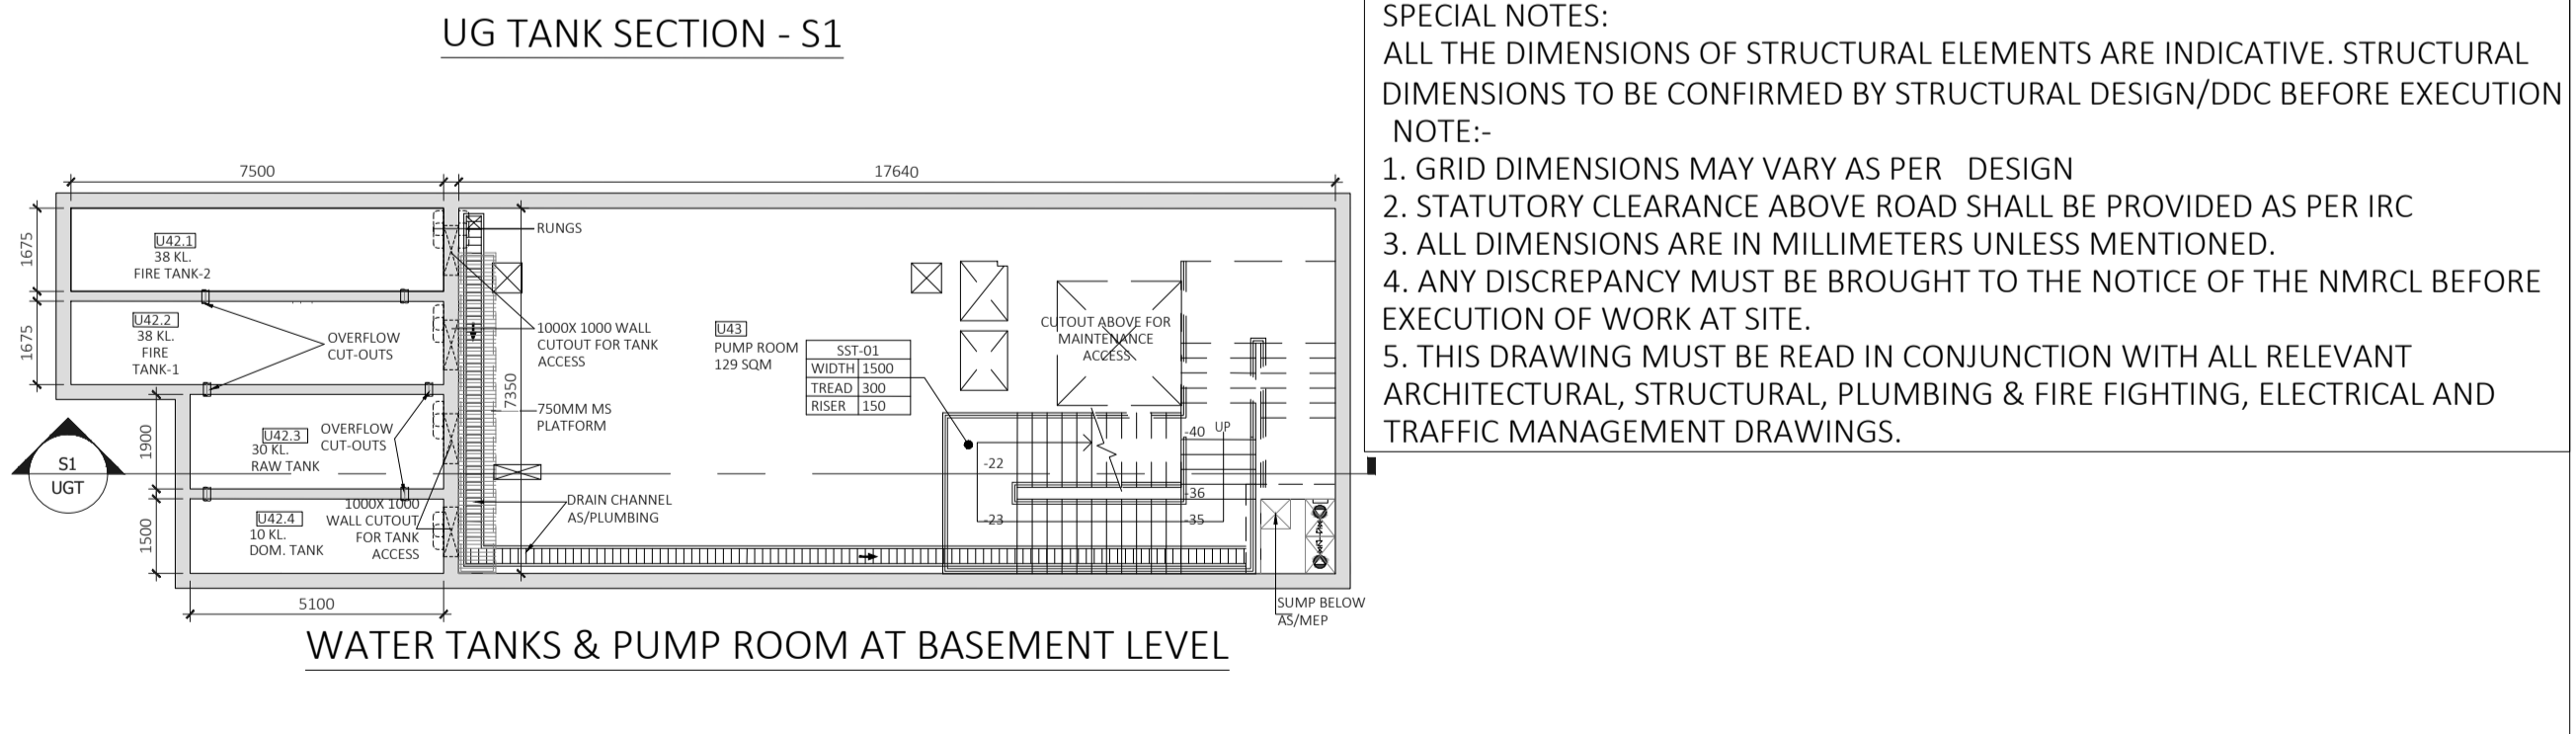 UG TANK SECTION - S1
SPECIAL NOTES:
ALL THE DIMENSIONS OF STRUCTURAL ELEMENTS ARE INDICATIVE. STRUCTURAL
DIMENSIONS TO BE CONFIRMED BY STRUCTURAL DESIGN/DDC BEFORE EXECUTION
NOTE:-
1. GRID DIMENSIONS MAY VARY AS PER DESIGN
2. STATUTORY CLEARANCE ABOVE ROAD SHALL BE PROVIDED AS PER IRC
3. ALL DIMENSIONS ARE IN MILLIMETERS UNLESS MENTIONED.
4. ANY DISCREPANCY MUST BE BROUGHT TO THE NOTICE OF THE NMRCL BEFORE
EXECUTION OF WORK AT SITE.
5. THIS DRAWING MUST BE READ IN CONJUNCTION WITH ALL RELEVANT
ARCHITECTURAL, STRUCTURAL, PLUMBING & FIRE FIGHTING, ELECTRICAL AND
TRAFFIC MANAGEMENT DRAWINGS.
7500
17640
1675
U42.1
38 KL.
FIRE TANK-2
RUNGS
1675
U42.2
38 KL.
FIRE
TANK-1
OVERFLOW
CUT-OUTS
1000X 1000 WALL
CUTOUT FOR TANK
ACCESS
7350
750MM MS
PLATFORM
U43
PUMP ROOM
129 SQM
SST-01
WIDTH 1500
TREAD 300
RISER 150
CUTOUT ABOVE FOR
MAINTENANCE
ACCESS
1900
U42.3
30 KL.
RAW TANK
OVERFLOW
CUT-OUTS
S1
UGT
-40
UP
-22
-36
-23
-35
1500
U42.4
10 KL.
DOM. TANK
1000X 1000
WALL CUTOUT
FOR TANK
ACCESS
DRAIN CHANNEL
AS/PLUMBING
5100
SUMP BELOW
AS/MEP
WATER TANKS & PUMP ROOM AT BASEMENT LEVEL